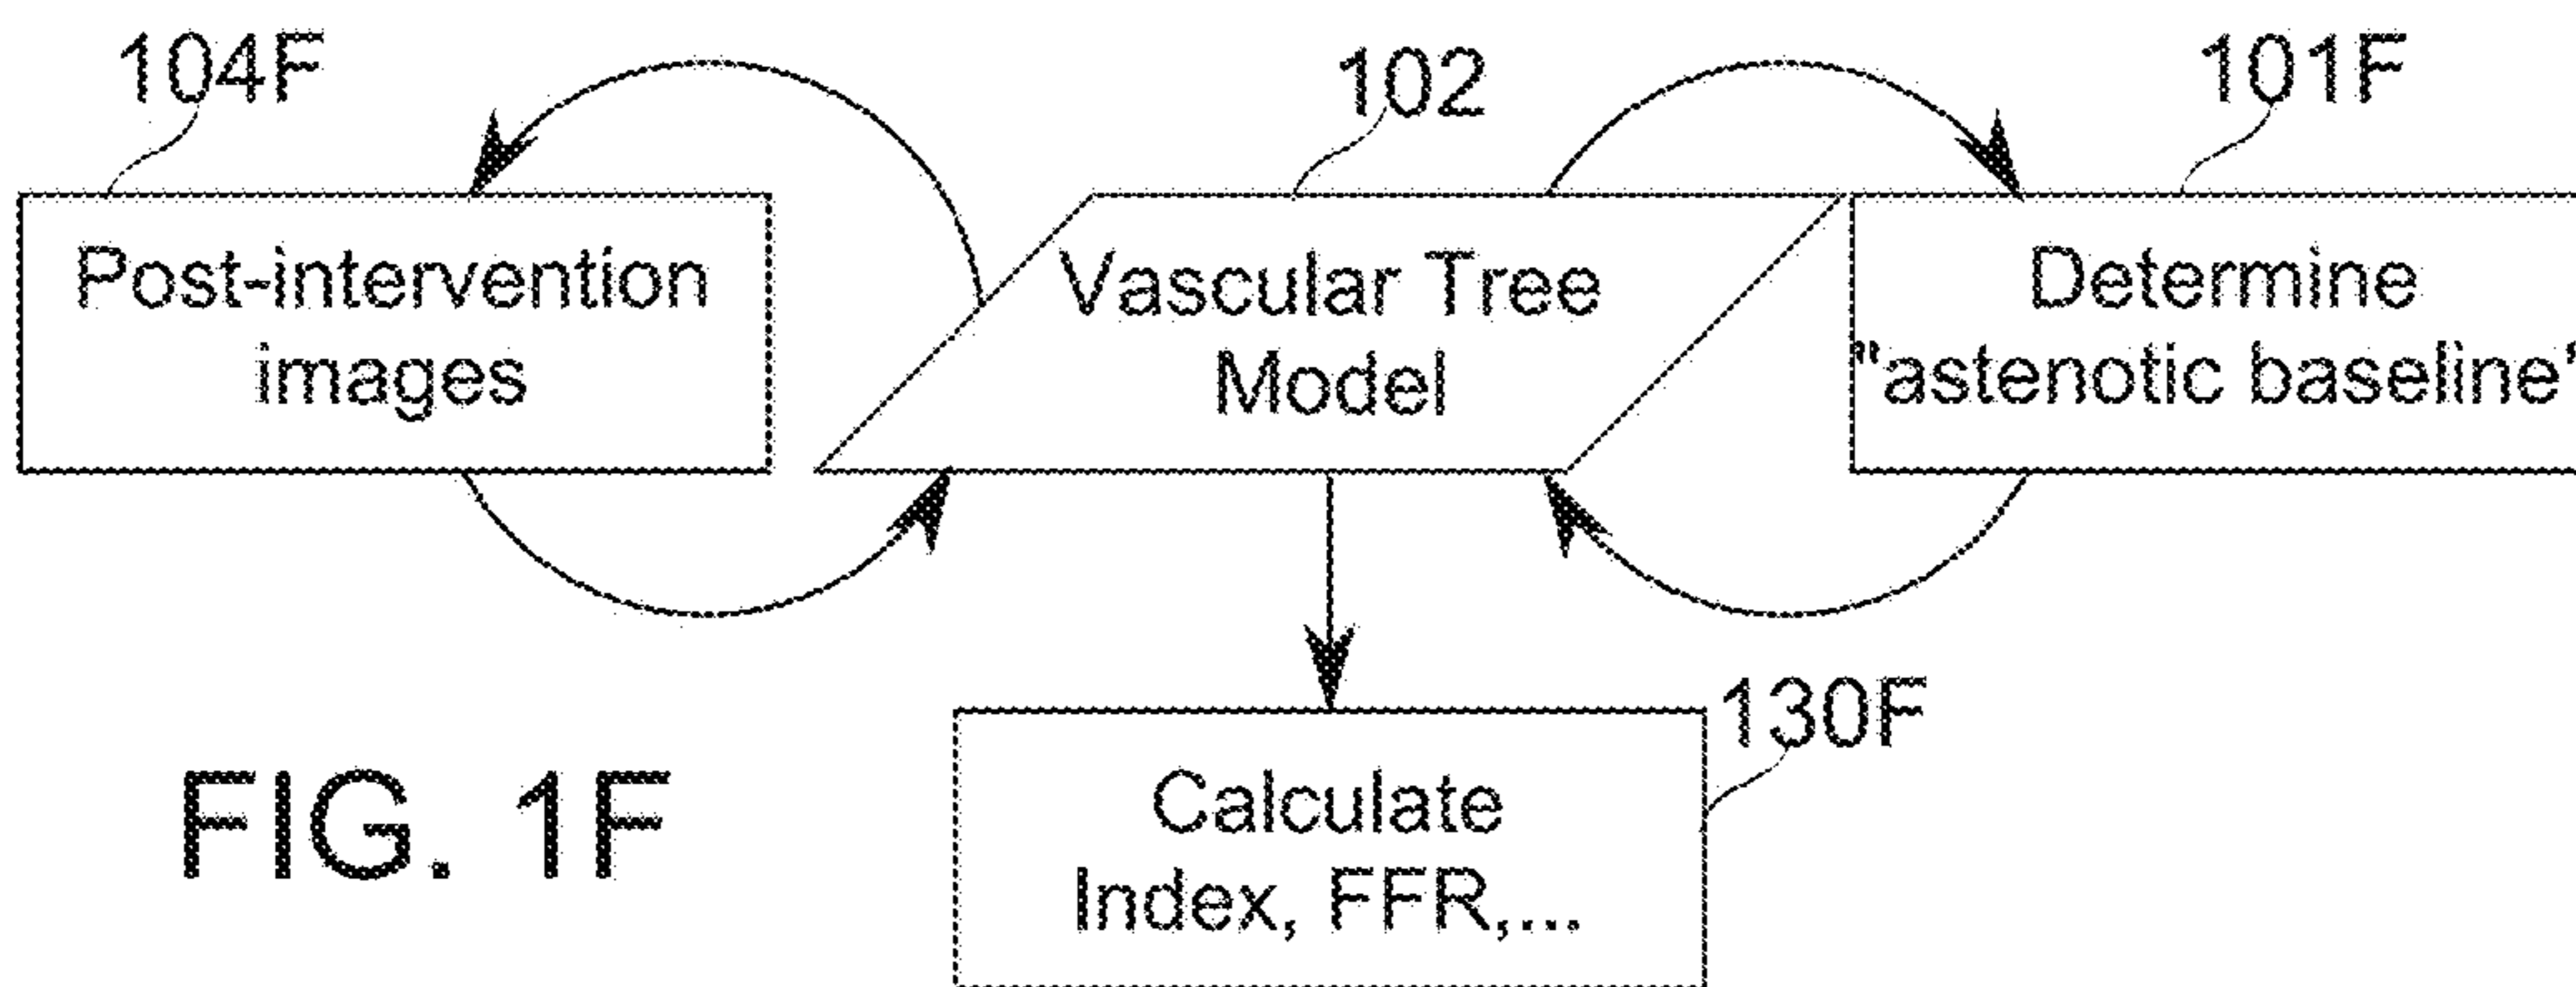 104F
102
101F
Post-intervention
images
Vascular Tree
Model
Determine
"astenotic baseline"
130F
Calculate
Index, FFR,...
FIG. 1F